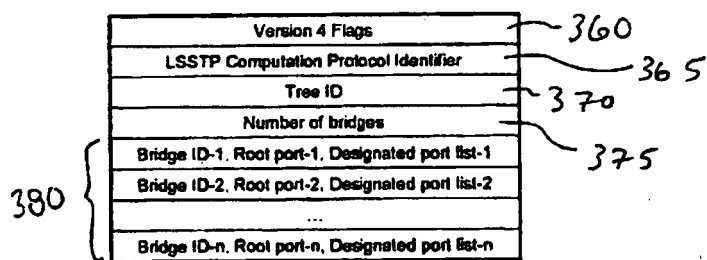 Version 4 Flags
360
LSSTP Computation Protocol Identifier
365
Tree ID
370
Number of bridges
375
Bridge ID-1, Root port-1, Designated port list-1
380
Bridge ID-2, Root port-2, Designated port list-2
...
Bridge ID-n, Root port-n, Designated port list-n